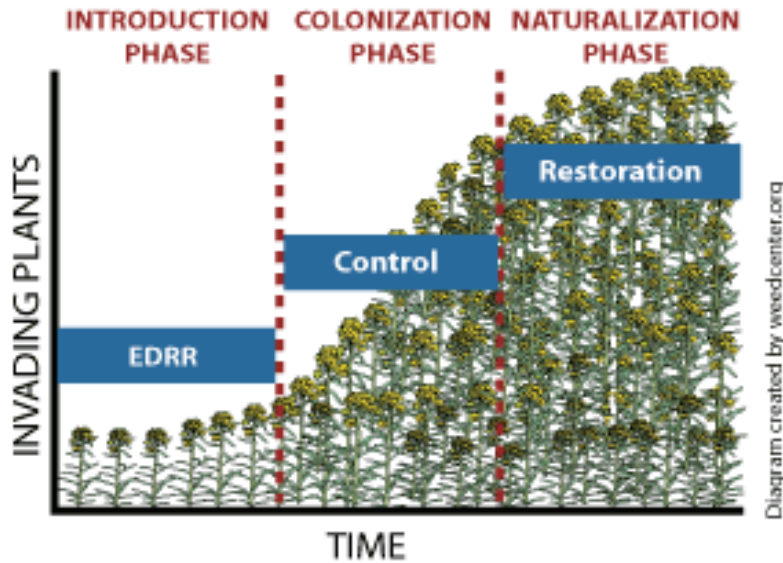 INTRODUCTION PHASE
COLONIZATION PHASE
NATURALIZATION PHASE
INVADING PLANTS
EDRR
Control
Restoration
TIME
Diagram created by weedcenter.org